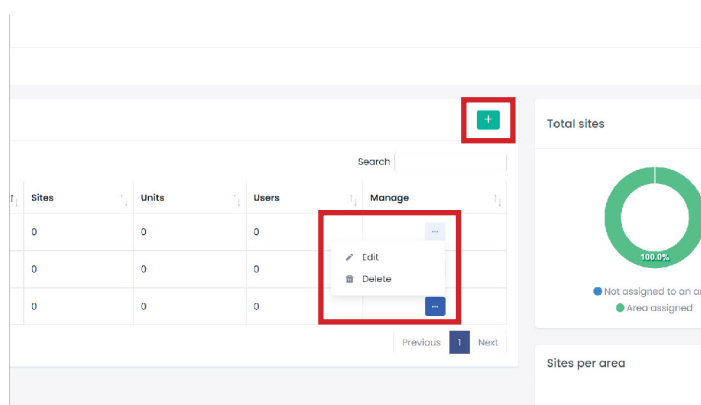 +
Total sites
Search
Sites Units Users Manage
0 0 0 ...
Edit
0 0 0
Delete
0 0 0 ...
Previous 1 Next
100.0%
Not assigned to an
Area assigned
Sites per area